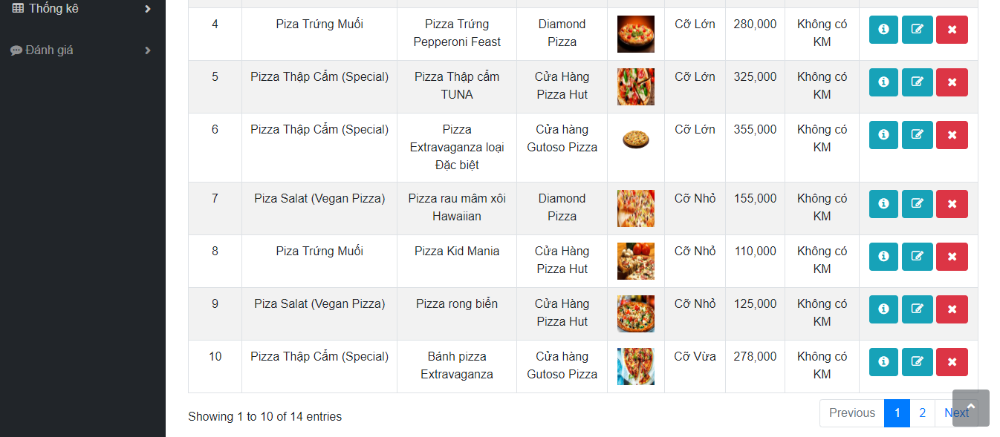 Thống kê
Đánh giá
4 Piza Trứng Muối Pizza Trứng Diamond Cỡ Lớn 280,000 Không có
Pepperoni Feast Pizza KM
5 Pizza Thập Cẩm (Special) Pizza Thập cẩm Cửa Hàng Cỡ Lớn 325,000 Không có
TUNA Pizza Hut KM
6 Pizza Thập Cẩm (Special) Pizza Cửa hàng Cỡ Lớn 355,000 Không có
Extravaganza loại Gutoso Pizza KM
Đặc biệt
7 Piza Salat (Vegan Pizza) Pizza rau mâm xôi Diamond Cỡ Nhỏ 155,000 Không có
Hawaiian Pizza KM
8 Piza Trứng Muối Pizza Kid Mania Cửa Hàng Cỡ Nhỏ 110,000 Không có
Pizza Hut KM
9 Piza Salat (Vegan Pizza) Pizza rong biển Cửa Hàng Cỡ Nhỏ 125,000 Không có
Pizza Hut KM
10 Pizza Thập Cẩm (Special) Bánh pizza Cửa hàng Cỡ Vừa 278,000 Không có
Extravaganza Gutoso Pizza KM
Showing 1 to 10 of 14 entries
Previous 1 2 Next